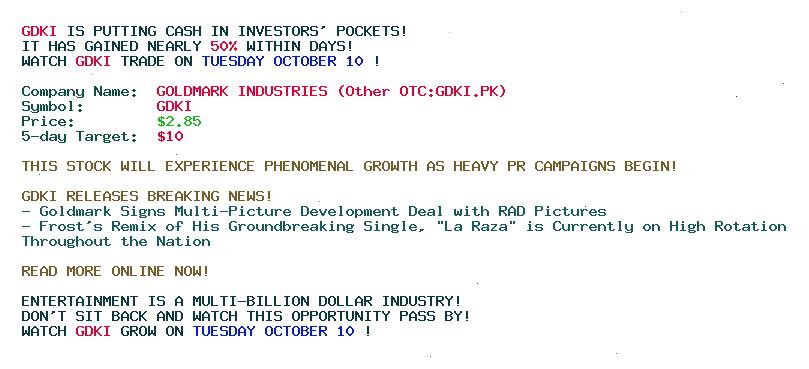 GDKI IS PUTTING CASH IN INVESTORS' POCKETS!
IT HAS GAINED NEARLY 50% WITHIN DAYS!
WATCH GDKI TRADE ON TUESDAY OCTOBER 10 !
Company Name: GOLDMARK INDUSTRIES (Other OTC:GDKI.PK)
Symbol: GDKI
Price: $2.85
5-day Target: $10
THIS STOCK WILL EXPERIENCE PHENOMENAL GROWTH AS HEAVY PR CAMPAIGNS BEGIN!
GDKI RELEASES BREAKING NEWS!
- Goldmark Signs Multi-Picture Development Deal with RAD Pictures
- Frost's Remix of His Groundbreaking Single, "La Raza" is Currently on High Rotation
Throughout the Nation
READ MORE ONLINE NOW!
ENTERTAINMENT IS A MULTI-BILLION DOLLAR INDUSTRY!
DON'T SIT BACK AND WATCH THIS OPPORTUNITY PASS BY!
WATCH GDKI GROW ON TUESDAY OCTOBER 10 !